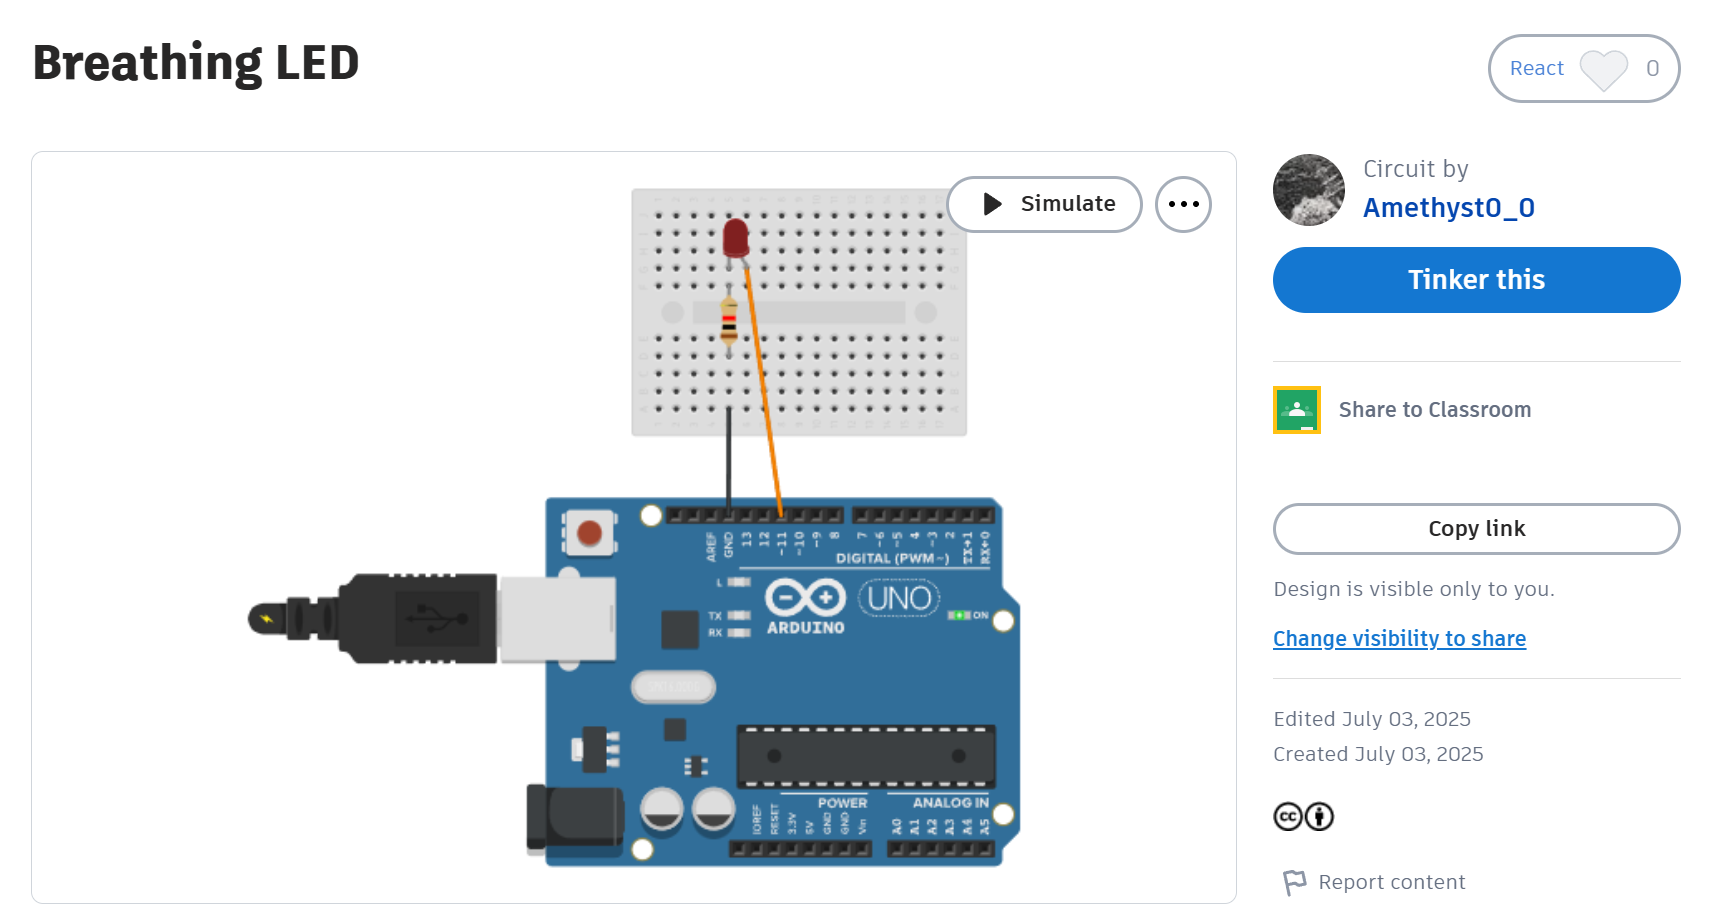 Breathing LED
React 0
Simulate
Circuit by
Amethyst0_0
Tinker this
Share to Classroom
Copy link
Design is visible only to you.
Change visibility to share
Edited July 03, 2025
Created July 03, 2025
cc
Report content
AREF
GND
13
12
~11
~10
~9
8
7
~6
~5
4
~3
2
TX→1
RX←0
DIGITAL (PWM~)
L
TX
RX
ARDUINO
UNO
ON
IOREF
RESET
3.3V
5V
GND
GND
Vin
POWER
ANALOG IN
A0
A1
A2
A3
A4
A5